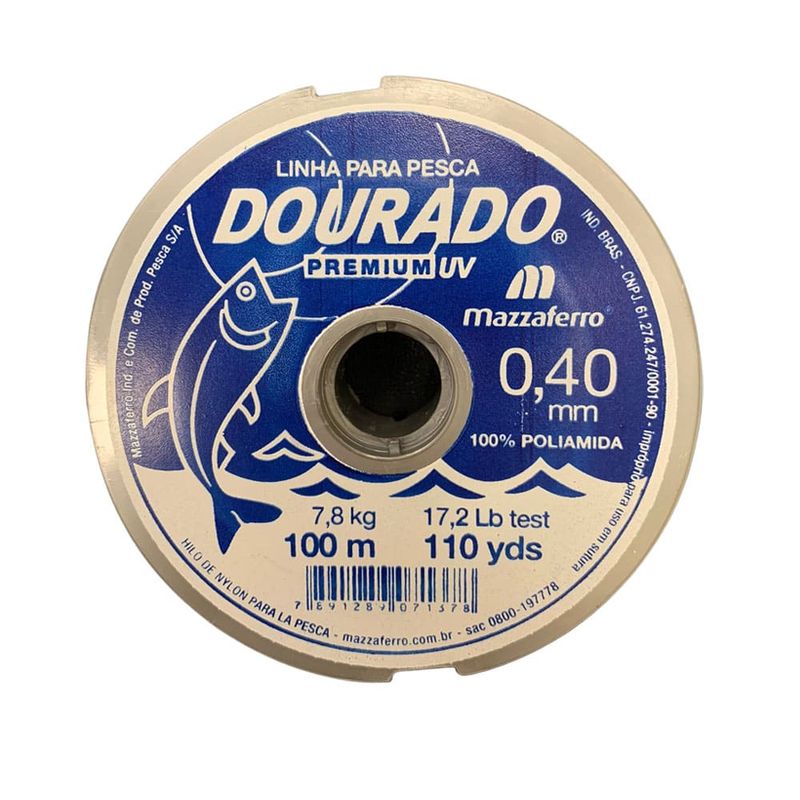 LINHA PARA PESCA
DOURADO®
PREMIUM UV
mazzaferro®
0,40
mm
100% POLIAMIDA
7,8 kg 17,2 Lb test
100 m 110 yds
7 891289 071378
Mazzaferro Ind. e Com. de Prod. Pesca S/A
IND. BRAS. - CNPJ. 61.274.247/0001-90 - impróprio para uso em sutura
HILO DE NYLON PARA LA PESCA - mazzaferro.com.br - sac 0800-197778